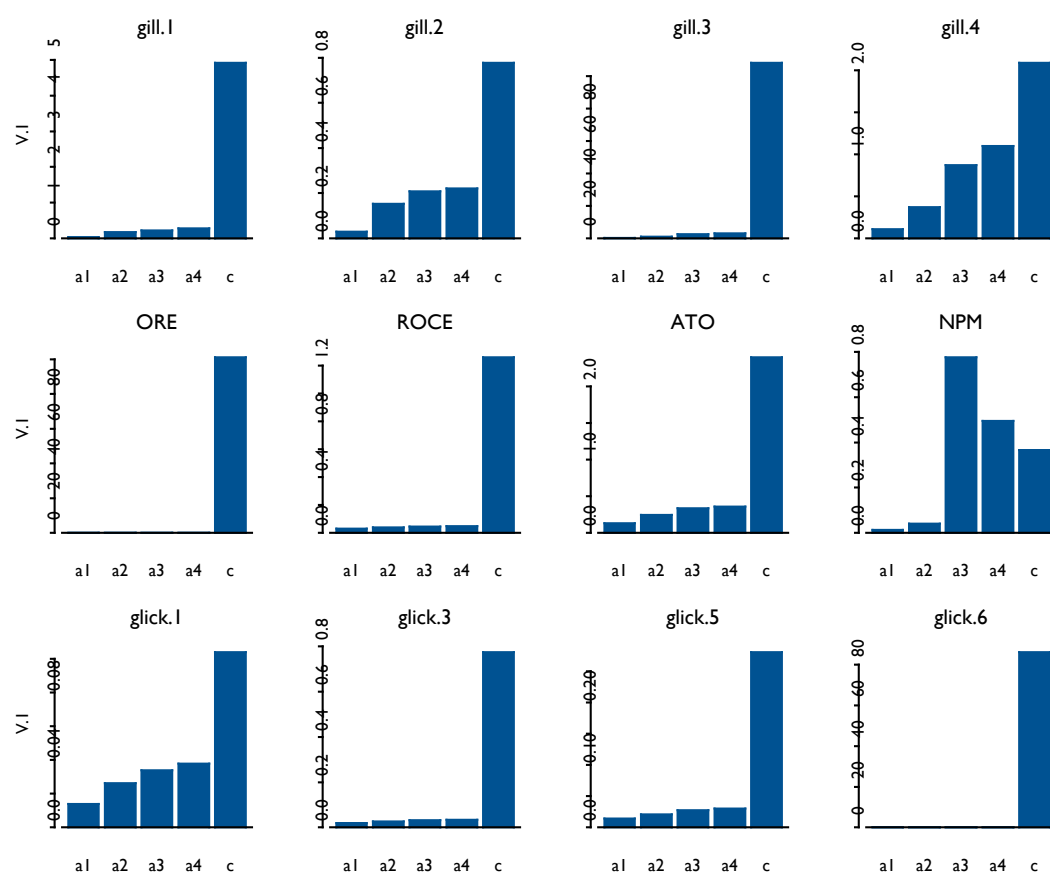 gill.1 gill.2 gill.3 gill.4
V.1
0 1 2 3 4 5
0.0 0.2 0.4 0.6 0.8
0 20 40 60 80
0.0 1.0 2.0
a1 a2 a3 a4 c a1 a2 a3 a4 c a1 a2 a3 a4 c a1 a2 a3 a4 c
ORE ROCE ATO NPM
V.1
0 20 40 60 80
0.0 0.4 0.8 1.2
0.0 1.0 2.0
0.0 0.2 0.4 0.6 0.8
a1 a2 a3 a4 c a1 a2 a3 a4 c a1 a2 a3 a4 c a1 a2 a3 a4 c
glick.1 glick.3 glick.5 glick.6
V.1
0.0 0.04 0.08
0.0 0.2 0.4 0.6 0.8
0.0 0.10 0.20
0 20 40 60 80
a1 a2 a3 a4 c a1 a2 a3 a4 c a1 a2 a3 a4 c a1 a2 a3 a4 c